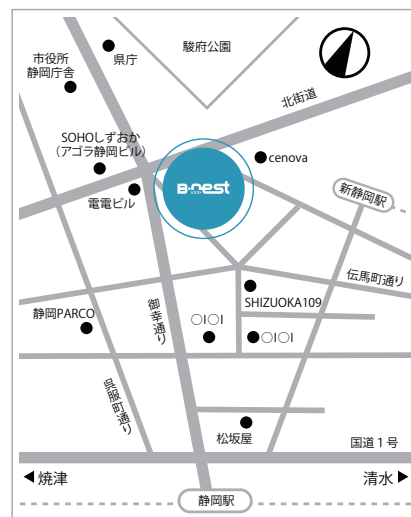 市役所
静岡庁舎
県庁
駿府公園
北街道
SOHOしずおか
（アゴラ静岡ビル）
cenova
B-nest
電電ビル
新静岡駅
伝馬町通り
SHIZUOKA109
御幸通り
静岡PARCO
○I○I
○I○I
呉服町通り
松坂屋
国道1号
焼津
清水
静岡駅